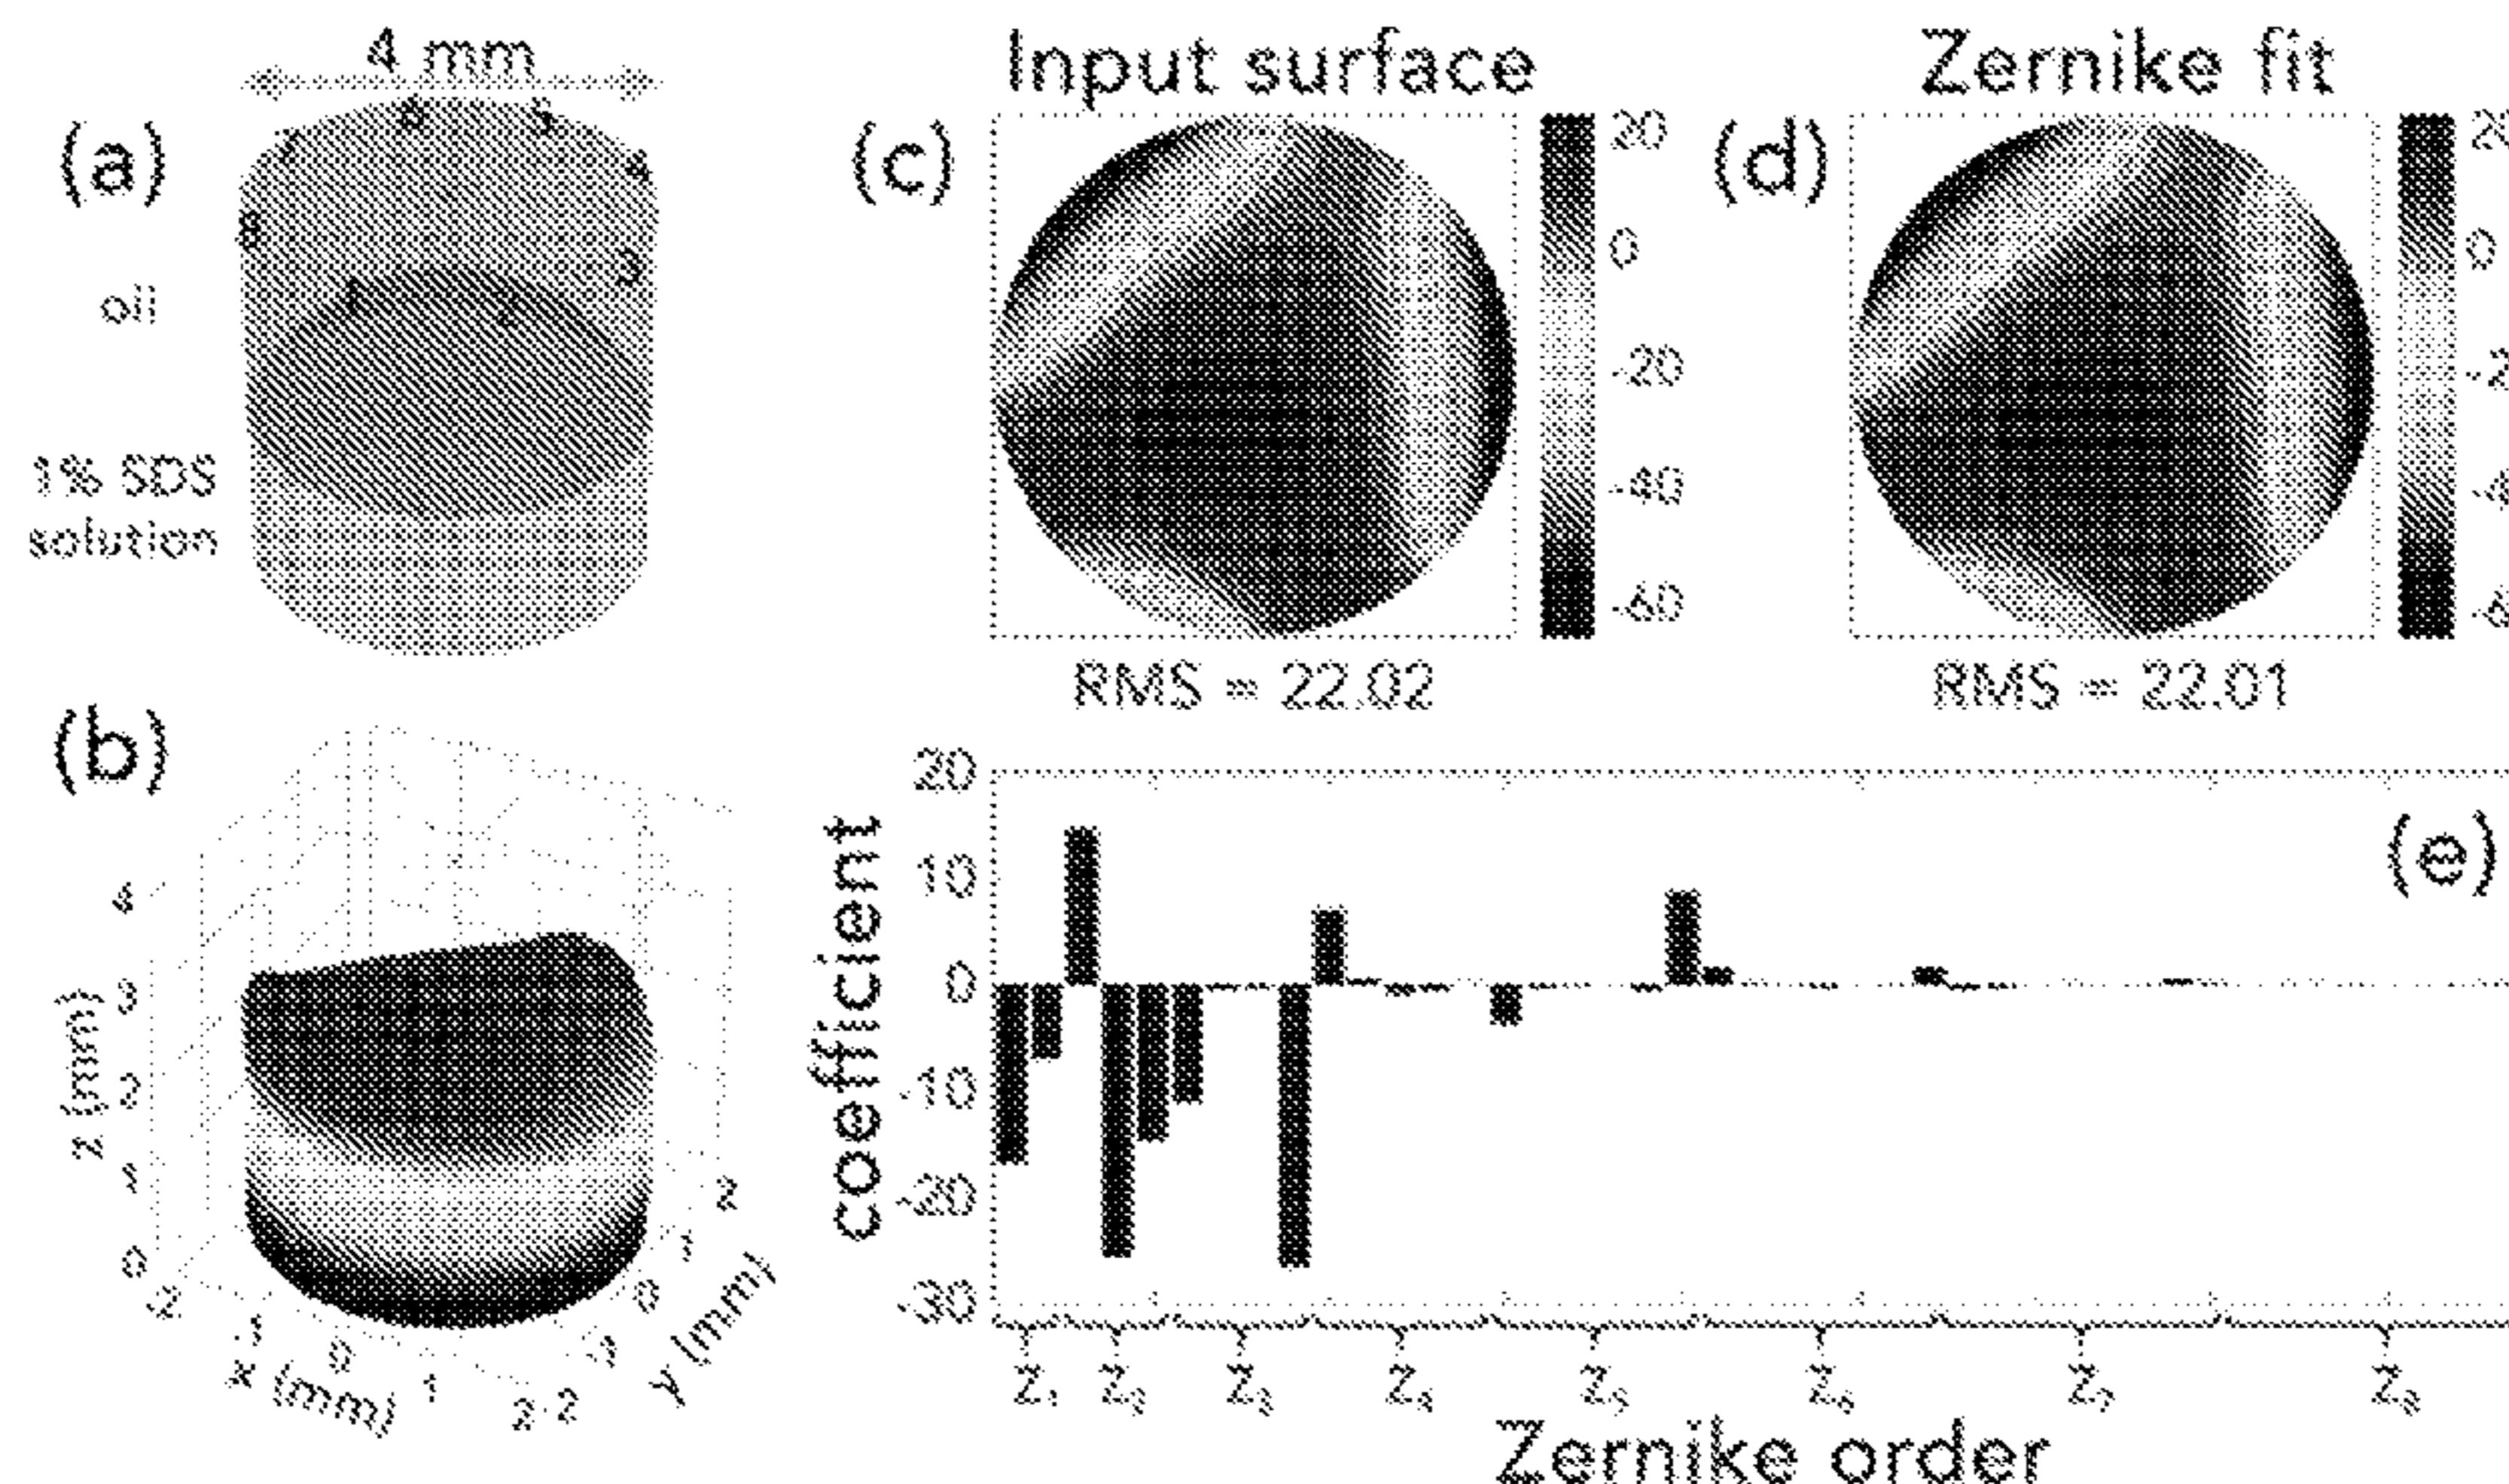 4 mm
(a)
7
6
5
4
8
3
1
2
oil
1% SDS
solution
Input surface
(c)
20
0
-20
-40
-60
RMS = 22.02
Zernike fit
(d)
0
RMS = 22.01
(b)
4
3
2
1
0
z (mm)
-2
-1
0
1
2
x (mm)
-2
-1
0
1
2
y (mm)
(e)
20
10
0
-10
-20
-30
coefficient
Z1 Z2 Z3 Z4 Z5 Z6 Z7 Z8
Zernike order